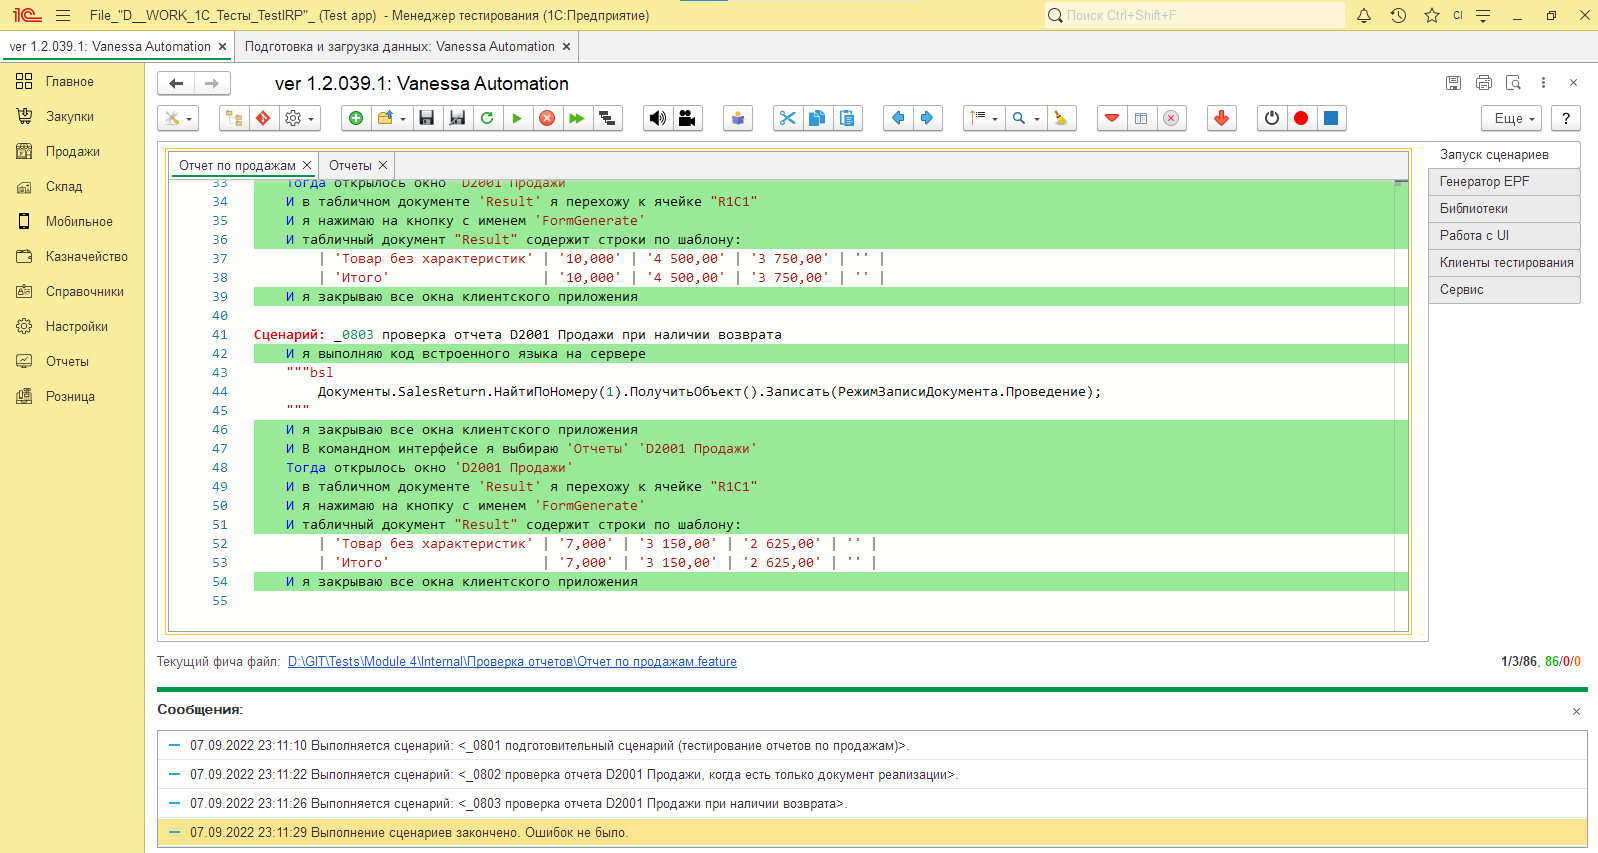 File_"D__WORK_1C_Тесты_TestIRP"_ (Test app) - Менеджер тестирования (1С:Предприятие)
Поиск Ctrl+Shift+F
CI
ver 1.2.039.1: Vanessa Automation ×
Подготовка и загрузка данных: Vanessa Automation ×
Главное
Закупки
Продажи
Склад
Мобильное
Казначейство
Справочники
Настройки
Отчеты
Розница
ver 1.2.039.1: Vanessa Automation
Еще
?
Отчет по продажам ×
Отчеты ×
33 Тогда открылось окно 'D2001 Продажи'
34 И в табличном документе 'Result' я перехожу к ячейке "R1C1"
35 И я нажимаю на кнопку с именем 'FormGenerate'
36 И табличный документ "Result" содержит строки по шаблону:
37 | 'Товар без характеристик' | '10,000' | '4 500,00' | '3 750,00' | '' |
38 | 'Итого' | '10,000' | '4 500,00' | '3 750,00' | '' |
39 И я закрываю все окна клиентского приложения
40
41 Сценарий: _0803 проверка отчета D2001 Продажи при наличии возврата
42 И я выполняю код встроенного языка на сервере
43 """bsl
44 Документы.SalesReturn.НайтиПоНомеру(1).ПолучитьОбъект().Записать(РежимЗаписиДокумента.Проведение);
45 """
46 И я закрываю все окна клиентского приложения
47 И В командном интерфейсе я выбираю 'Отчеты' 'D2001 Продажи'
48 Тогда открылось окно 'D2001 Продажи'
49 И в табличном документе 'Result' я перехожу к ячейке "R1C1"
50 И я нажимаю на кнопку с именем 'FormGenerate'
51 И табличный документ "Result" содержит строки по шаблону:
52 | 'Товар без характеристик' | '7,000' | '3 150,00' | '2 625,00' | '' |
53 | 'Итого' | '7,000' | '3 150,00' | '2 625,00' | '' |
54 И я закрываю все окна клиентского приложения
55
Запуск сценариев
Генератор EPF
Библиотеки
Работа с UI
Клиенты тестирования
Сервис
Текущий фича файл: D:\GIT\Tests\Module 4\Internal\Проверка отчетов\Отчет по продажам.feature
1/3/86, 86/0/0
Сообщения:
07.09.2022 23:11:10 Выполняется сценарий: <_0801 подготовительный сценарий (тестирование отчетов по продажам)>.
07.09.2022 23:11:22 Выполняется сценарий: <_0802 проверка отчета D2001 Продажи, когда есть только документ реализации>.
07.09.2022 23:11:26 Выполняется сценарий: <_0803 проверка отчета D2001 Продажи при наличии возврата>.
07.09.2022 23:11:29 Выполнение сценариев закончено. Ошибок не было.